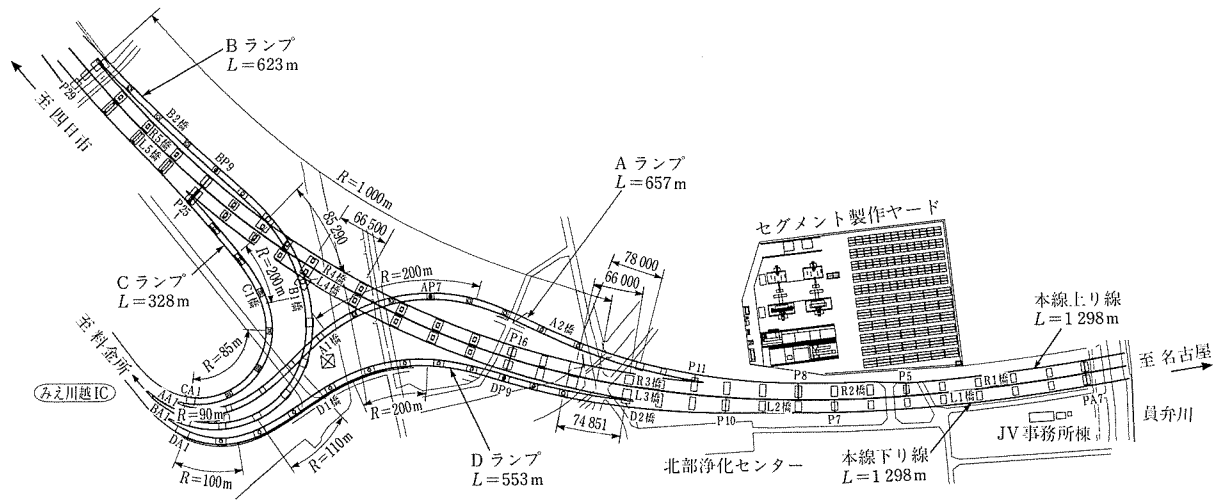 Bランプ
L=623m
P29
至四日市
B2橋
R5橋
L5橋
BP9
P25
R=1000m
85 290
66 500
Aランプ
L=657m
セグメント製作ヤード
78 000
66 000
Cランプ
L=328m
R=200m
C1橋
B1橋
R4橋
L4橋
R=200m
AP7
A2橋
P16
本線上り線
L=1298m
至名古屋
至料金所
R=85m
A1橋
P11
R3橋
L3橋
P8
R2橋
P5
R1橋
L1橋
PA7
みえ川越IC
CA1
AA1
BA1
DA1
R=90m
D1橋
R=200m
DP9
D2橋
L2橋
P10
P7
員弁川
JV事務所棟
R=110m
R=100m
74 851
Dランプ
L=553m
北部浄化センター
本線下り線
L=1298m